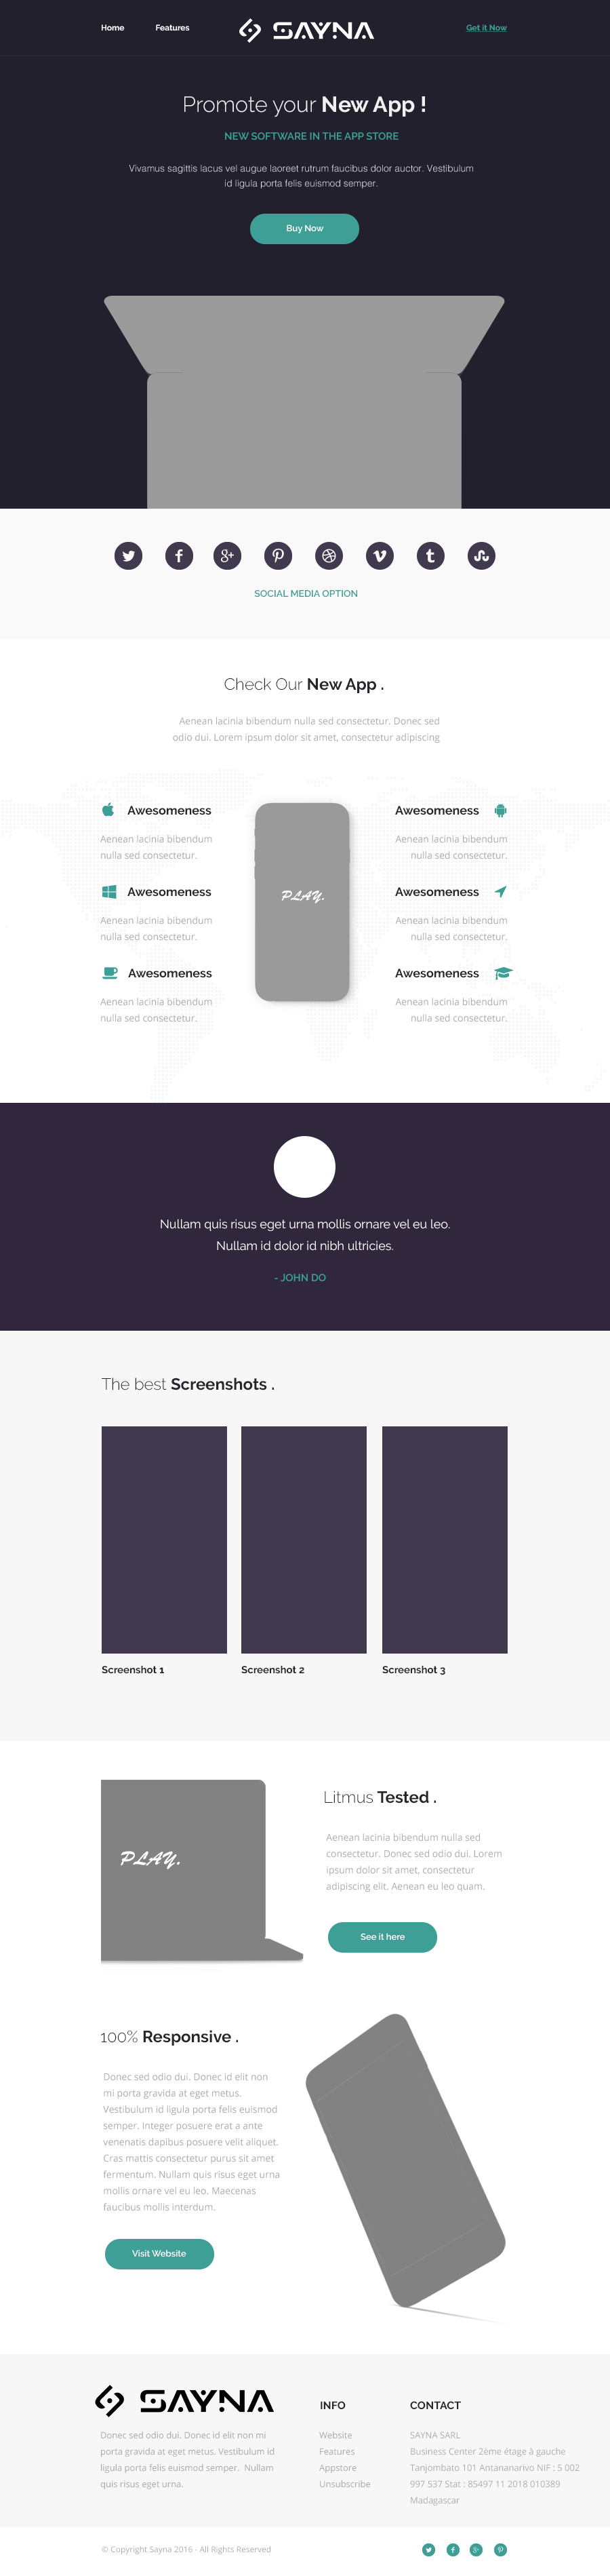 Home
Features
SAYNA
Get it Now
Promote your New App !
NEW SOFTWARE IN THE APP STORE
Vivamus sagittis lacus vel augue laoreet rutrum faucibus dolor auctor. Vestibulum
id ligula porta felis euismod semper.
Buy Now
SOCIAL MEDIA OPTION
Check Our New App .
Aenean lacinia bibendum nulla sed consectetur. Donec sed
odio dui. Lorem ipsum dolor sit amet, consectetur adipiscing
Awesomeness
Aenean lacinia bibendum
nulla sed consectetur.
Awesomeness
Aenean lacinia bibendum
nulla sed consectetur.
Awesomeness
Aenean lacinia bibendum
nulla sed consectetur.
PLAY.
Awesomeness
Aenean lacinia bibendum
nulla sed consectetur.
Awesomeness
Aenean lacinia bibendum
nulla sed consectetur.
Awesomeness
Aenean lacinia bibendum
nulla sed consectetur.
Nullam quis risus eget urna mollis ornare vel eu leo.
Nullam id dolor id nibh ultricies.
- JOHN DO
The best Screenshots .
Screenshot 1
Screenshot 2
Screenshot 3
PLAY.
Litmus Tested .
Aenean lacinia bibendum nulla sed
consectetur. Donec sed odio dui. Lorem
ipsum dolor sit amet, consectetur
adipiscing elit. Aenean eu leo quam.
See it here
100% Responsive .
Donec sed odio dui. Donec id elit non
mi porta gravida at eget metus.
Vestibulum id ligula porta felis euismod
semper. Integer posuere erat a ante
venenatis dapibus posuere velit aliquet.
Cras mattis consectetur purus sit amet
fermentum. Nullam quis risus eget urna
mollis ornare vel eu leo. Maecenas
faucibus mollis interdum.
Visit Website
SAYNA
Donec sed odio dui. Donec id elit non mi
porta gravida at eget metus. Vestibulum id
ligula porta felis euismod semper. Nullam
quis risus eget urna.
INFO
Website
Features
Appstore
Unsubscribe
CONTACT
SAYNA SARL
Business Center 2ème étage à gauche
Tanjombato 101 Antananarivo NIF : 5 002
997 537 Stat : 85497 11 2018 010389
Madagascar
© Copyright Sayna 2016 - All Rights Reserved